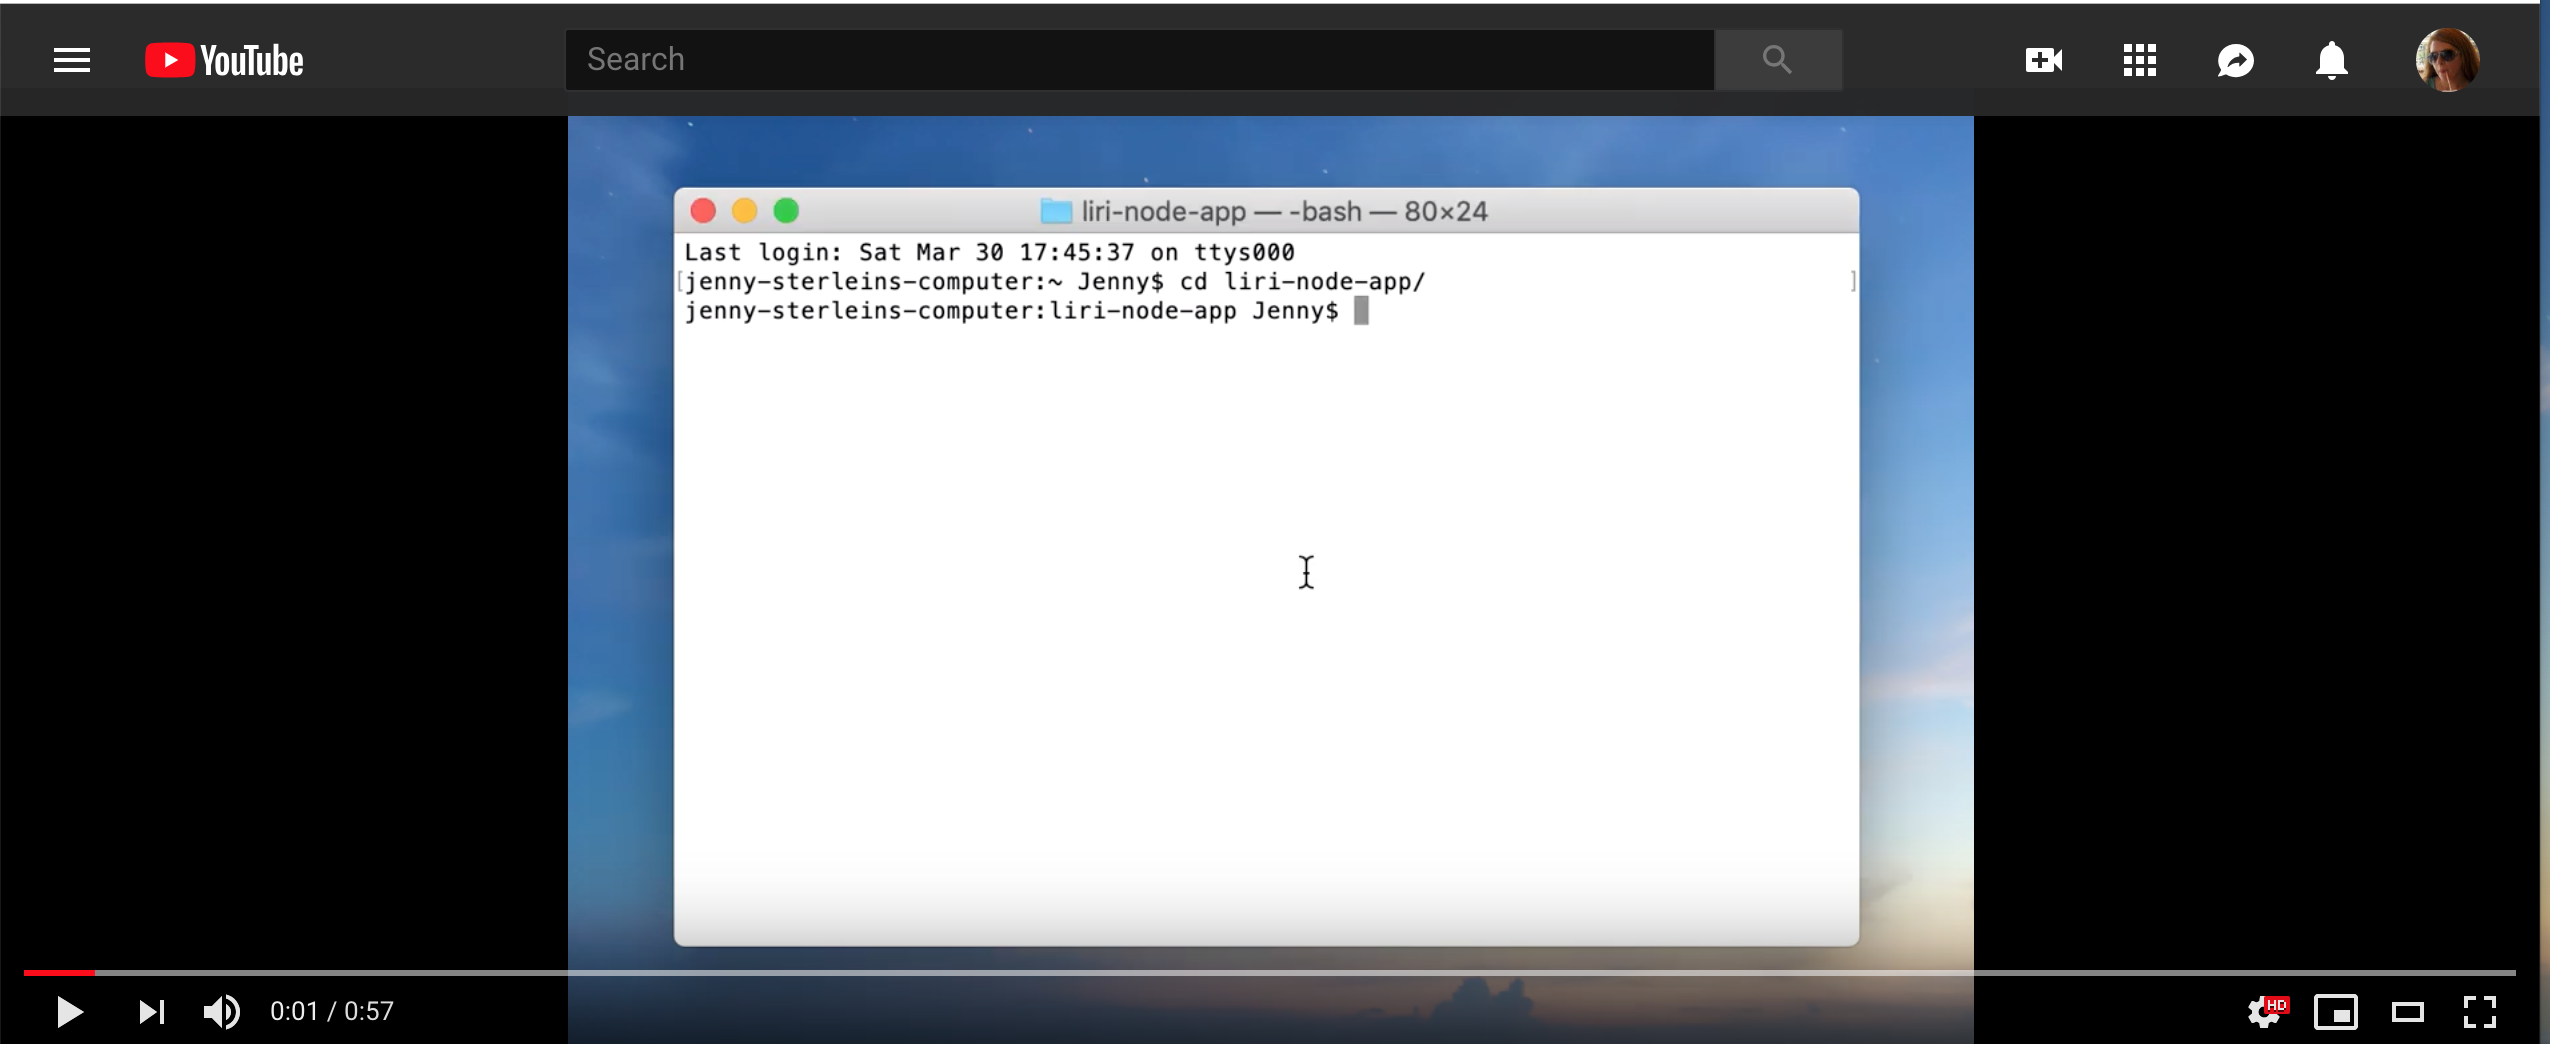 YouTube
Search
liri-node-app — -bash — 80×24
Last login: Sat Mar 30 17:45:37 on ttys000
[jenny-sterleins-computer:~ Jenny$ cd liri-node-app/ ]
jenny-sterleins-computer:liri-node-app Jenny$
0:01 / 0:57
HD